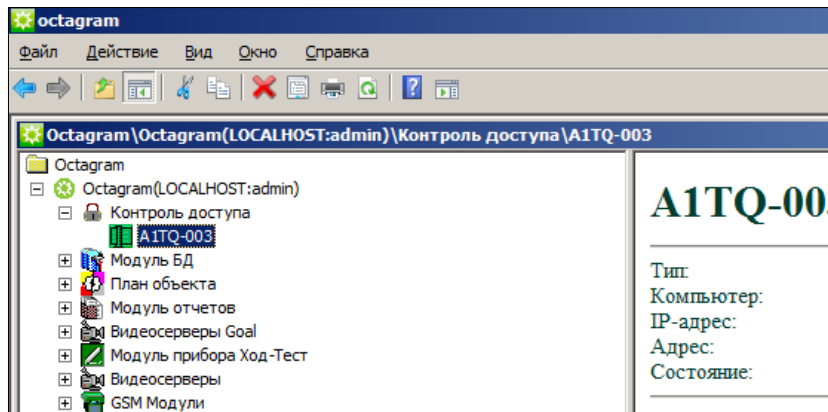 octagram
Файл Действие Вид Окно Справка
Octagram\Octagram(LOCALHOST:admin)\Контроль доступа\A1TQ-003
Octagram
Octagram(LOCALHOST:admin)
Контроль доступа
A1TQ-003
Модуль БД
План объекта
Модуль отчетов
Видеосерверы Goal
Модуль прибора Ход-Тест
Видеосерверы
GSM Модули
A1TQ-00
Тип:
Компьютер:
IP-адрес:
Адрес:
Состояние: